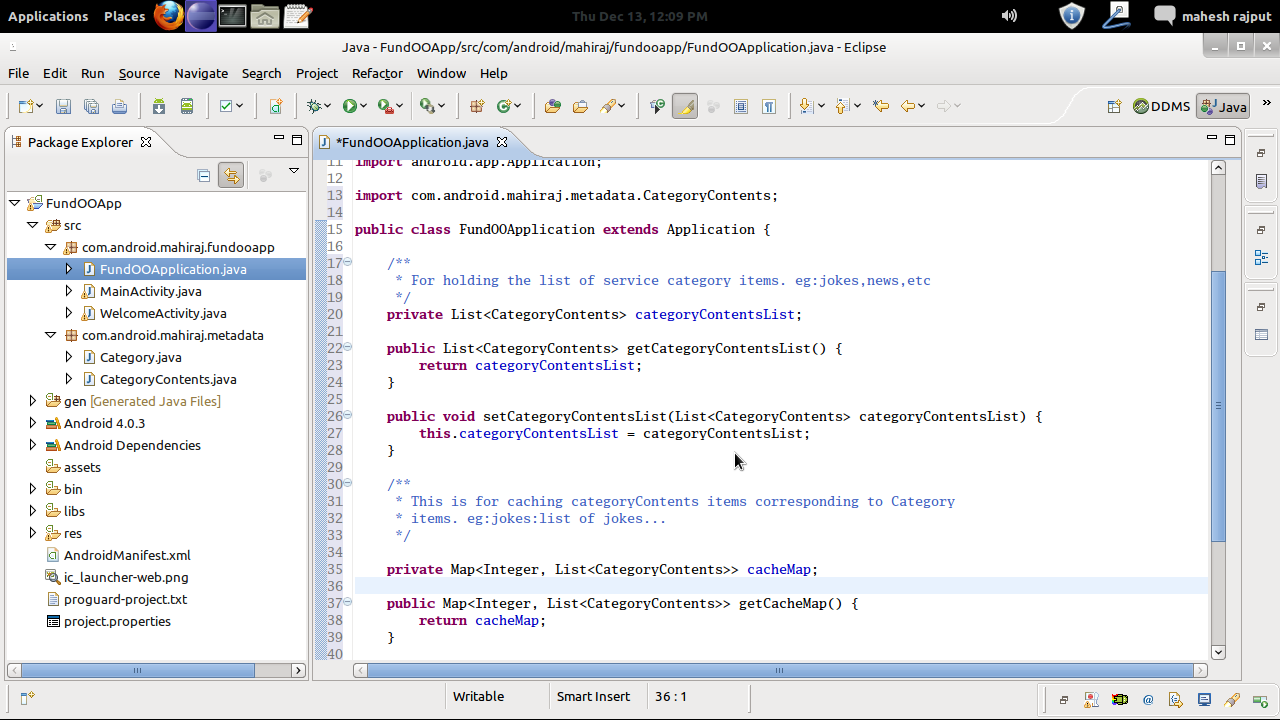 Applications Places Thu Dec 13, 12:09 PM mahesh rajput
Java - FundOOApp/src/com/android/mahiraj/fundooapp/FundOOApplication.java - Eclipse
File Edit Run Source Navigate Search Project Refactor Window Help
DDMS Java
Package Explorer
FundOOApp
src
com.android.mahiraj.fundooapp
FundOOApplication.java
MainActivity.java
WelcomeActivity.java
com.android.mahiraj.metadata
Category.java
CategoryContents.java
gen [Generated Java Files]
Android 4.0.3
Android Dependencies
assets
bin
libs
res
AndroidManifest.xml
ic_launcher-web.png
proguard-project.txt
project.properties
*FundOOApplication.java
11 import android.app.Application;
12
13 import com.android.mahiraj.metadata.CategoryContents;
14
15 public class FundOOApplication extends Application {
16
17 /**
18 * For holding the list of service category items. eg:jokes,news,etc
19 */
20 private List<CategoryContents> categoryContentsList;
21
22 public List<CategoryContents> getCategoryContentsList() {
23 return categoryContentsList;
24 }
25
26 public void setCategoryContentsList(List<CategoryContents> categoryContentsList) {
27 this.categoryContentsList = categoryContentsList;
28 }
29
30 /**
31 * This is for caching categoryContents items corresponding to Category
32 * items. eg:jokes:list of jokes...
33 */
34
35 private Map<Integer, List<CategoryContents>> cacheMap;
36
37 public Map<Integer, List<CategoryContents>> getCacheMap() {
38 return cacheMap;
39 }
40
Writable Smart Insert 36 : 1